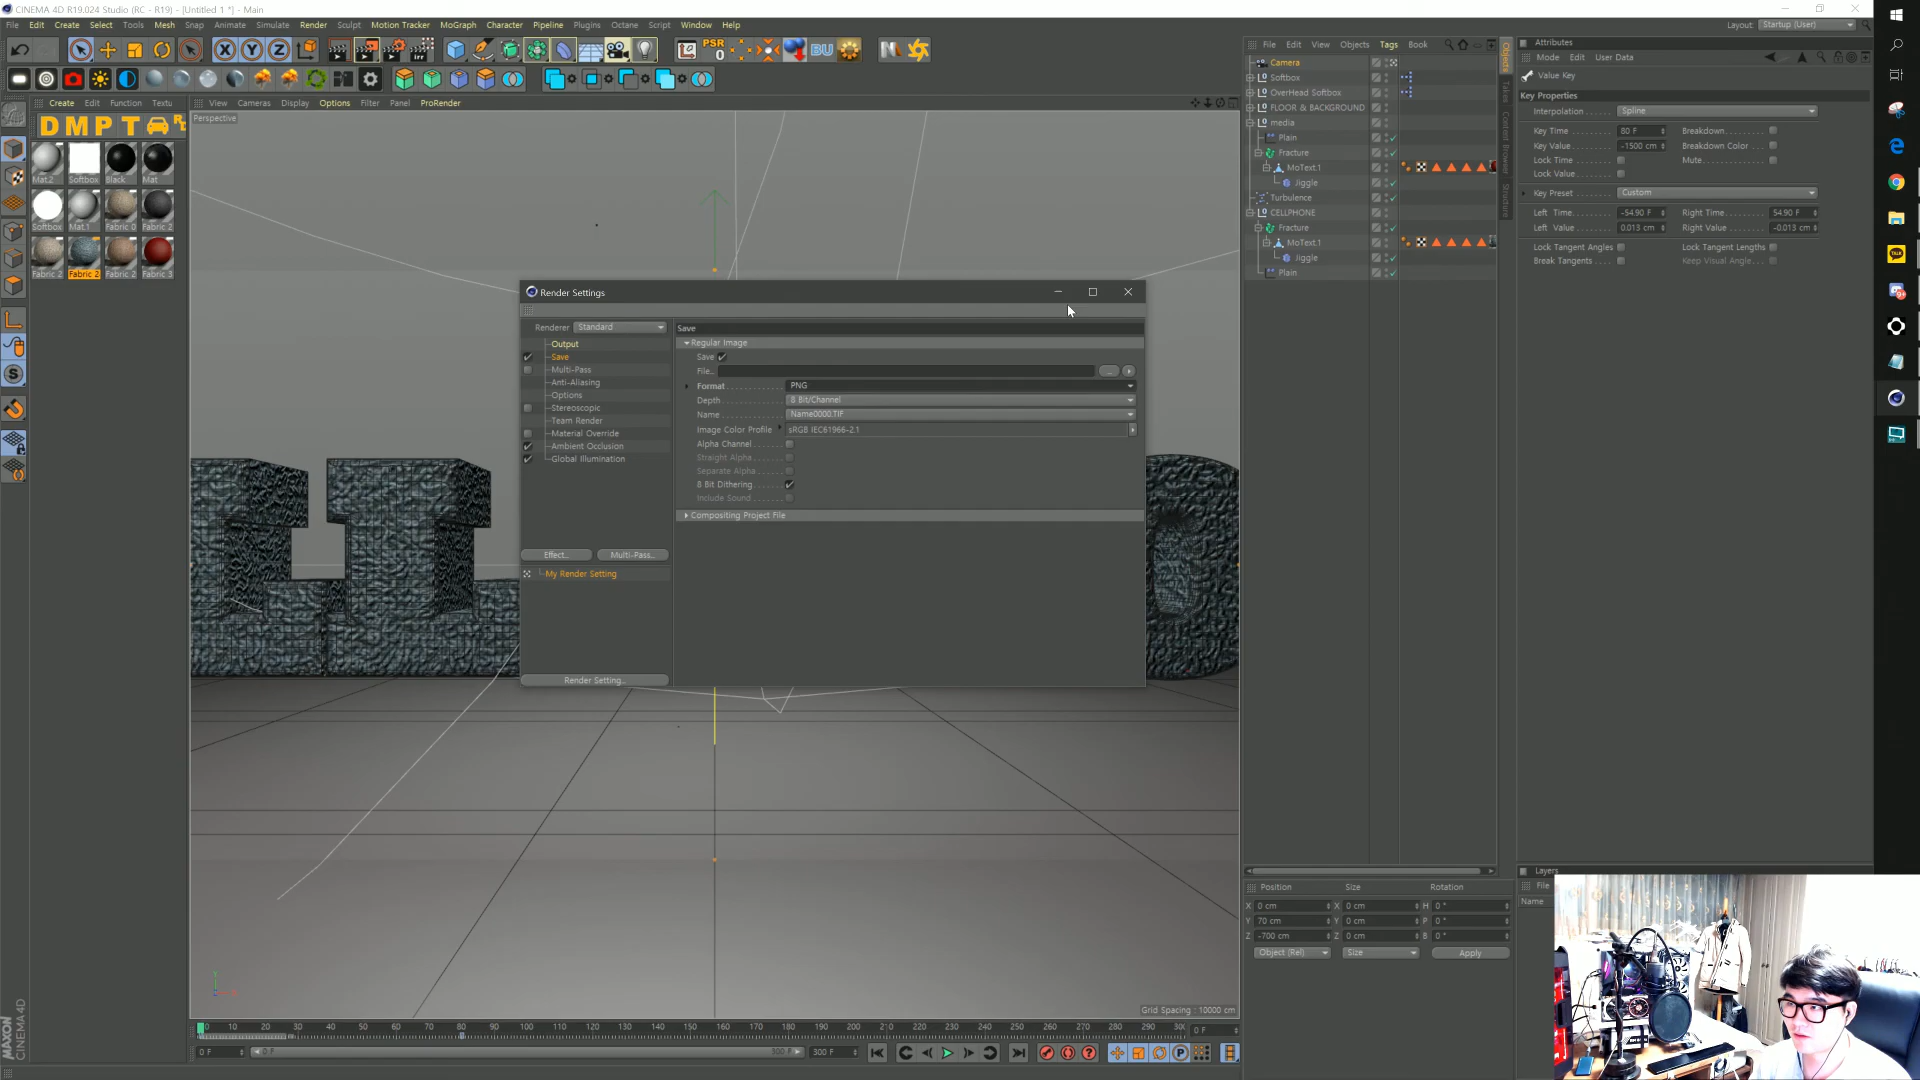 CINEMA 4D R19.024 Studio (RC - R19) - [Untitled 1 *] - Main
File Edit Create Select Tools Mesh Snap Animate Simulate Render Sculpt Motion Tracker MoGraph Character Pipeline Plugins Octane Script Window Help
Layout: Startup (User)
X Y Z PSR 0 BU
Create Edit Function Textu
View Cameras Display Options Filter Panel ProRender
File Edit View Objects Tags Book
Attributes
Mode Edit User Data
Value Key
Key Properties
Interpolation Spline
Key Time 80 F Breakdown
Key Value -1500 cm Breakdown Color
Lock Time Mute
Lock Value
Key Preset Custom
Left Time -54.90 F Right Time 54.90 F
Left Value 0.013 cm Right Value -0.013 cm
Lock Tangent Angles Lock Tangent Lengths
Break Tangents Keep Visual Angle
Objects
Takes
Content Browser
Structure
Camera
Softbox
OverHead Softbox
FLOOR & BACKGROUND
media
Plain
Fracture
MoText.1
Jiggle
Turbulence
CELLPHONE
Fracture
MoText.1
Jiggle
Plain
DMPT
Mat.2 Softbox Black Mat
Softbox Mat.1 Fabric 0 Fabric 2
Fabric 2 Fabric 2 Fabric 2 Fabric 3
Perspective
Render Settings
Renderer Standard
Output
Save
Multi-Pass
Anti-Aliasing
Options
Stereoscopic
Team Render
Material Override
Ambient Occlusion
Global Illumination
Effect... Multi-Pass...
My Render Setting
Render Setting...
Save
Regular Image
Save
File...
Format PNG
Depth 8 Bit/Channel
Name Name0000.TIF
Image Color Profile sRGB IEC61966-2.1
Alpha Channel
Straight Alpha
Separate Alpha
8 Bit Dithering
Include Sound
Compositing Project File
Grid Spacing : 10000 cm
0 10 20 30 40 50 60 70 80 90 100 110 120 130 140 150 160 170 180 190 200 210 220 230 240 250 260 270 280 290 0 F
0 F 0 F 300 F 300 F
Position Size Rotation
X 0 cm X 0 cm H 0 °
Y 70 cm Y 0 cm P 0 °
Z -700 cm Z 0 cm B 0 °
Object (Rel) Size Apply
Layers
File
Name
MAXON
CINEMA 4D
TALK